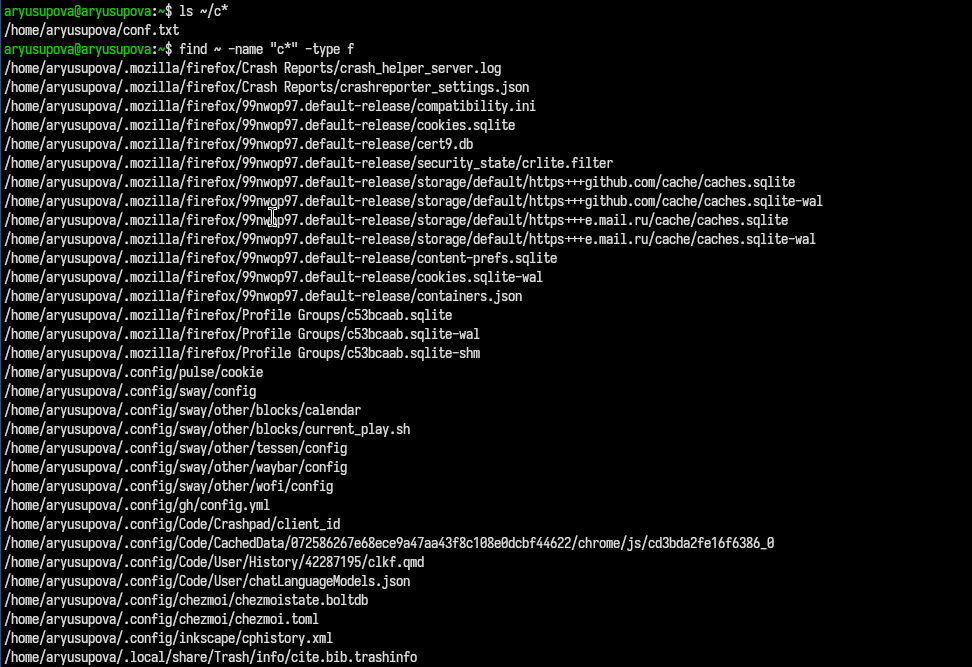 aryusupova@aryusupova:~$ ls ~/c*
/home/aryusupova/conf.txt
aryusupova@aryusupova:~$ find ~ -name "c*" -type f
/home/aryusupova/.mozilla/firefox/Crash Reports/crash_helper_server.log
/home/aryusupova/.mozilla/firefox/Crash Reports/crashreporter_settings.json
/home/aryusupova/.mozilla/firefox/99nwop97.default-release/compatibility.ini
/home/aryusupova/.mozilla/firefox/99nwop97.default-release/cookies.sqlite
/home/aryusupova/.mozilla/firefox/99nwop97.default-release/cert9.db
/home/aryusupova/.mozilla/firefox/99nwop97.default-release/security_state/crlite.filter
/home/aryusupova/.mozilla/firefox/99nwop97.default-release/storage/default/https+++github.com/cache/caches.sqlite
/home/aryusupova/.mozilla/firefox/99nwop97.default-release/storage/default/https+++github.com/cache/caches.sqlite-wal
/home/aryusupova/.mozilla/firefox/99nwop97.default-release/storage/default/https+++e.mail.ru/cache/caches.sqlite
/home/aryusupova/.mozilla/firefox/99nwop97.default-release/storage/default/https+++e.mail.ru/cache/caches.sqlite-wal
/home/aryusupova/.mozilla/firefox/99nwop97.default-release/content-prefs.sqlite
/home/aryusupova/.mozilla/firefox/99nwop97.default-release/cookies.sqlite-wal
/home/aryusupova/.mozilla/firefox/99nwop97.default-release/containers.json
/home/aryusupova/.mozilla/firefox/Profile Groups/c53bcaab.sqlite
/home/aryusupova/.mozilla/firefox/Profile Groups/c53bcaab.sqlite-wal
/home/aryusupova/.mozilla/firefox/Profile Groups/c53bcaab.sqlite-shm
/home/aryusupova/.config/pulse/cookie
/home/aryusupova/.config/sway/config
/home/aryusupova/.config/sway/other/blocks/calendar
/home/aryusupova/.config/sway/other/blocks/current_play.sh
/home/aryusupova/.config/sway/other/tessen/config
/home/aryusupova/.config/sway/other/waybar/config
/home/aryusupova/.config/sway/other/wofi/config
/home/aryusupova/.config/gh/config.yml
/home/aryusupova/.config/Code/Crashpad/client_id
/home/aryusupova/.config/Code/CachedData/072586267e68ece9a47aa43f8c108e0dcbf44622/chrome/js/cd3bda2fe16f6386_0
/home/aryusupova/.config/Code/User/History/42287195/clkf.qmd
/home/aryusupova/.config/Code/User/chatLanguageModels.json
/home/aryusupova/.config/chezmoi/chezmoistate.boltdb
/home/aryusupova/.config/chezmoi/chezmoi.toml
/home/aryusupova/.config/inkscape/cphistory.xml
/home/aryusupova/.local/share/Trash/info/cite.bib.trashinfo